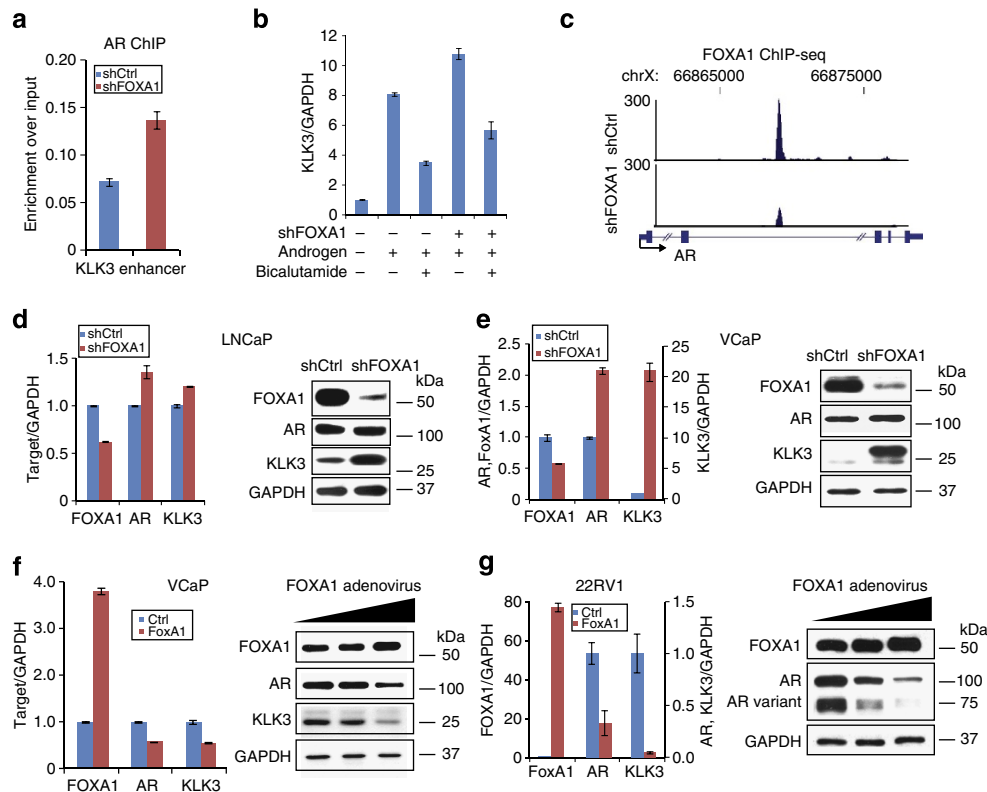 a
AR ChIP
shCtrl
shFOXA1
Enrichment over input
0.20
0.15
0.10
0.05
0
KLK3 enhancer
b
KLK3/GAPDH
12
10
8
6
4
2
0
shFOXA1 – – – + +
Androgen – + + + +
Bicalutamide – – + – +
c
FOXA1 ChIP-seq
chrX: 66865000 66875000
300
shCtrl
300
shFOXA1
AR
d
shCtrl
shFOXA1
LNCaP
Target/GAPDH
1.5
1.0
0.5
0
FOXA1 AR KLK3
shCtrl shFOXA1
kDa
FOXA1 — 50
AR — 100
KLK3 — 25
GAPDH — 37
e
shCtrl
shFOXA1
VCaP
AR,FoxA1/GAPDH
2.5
2.0
1.5
1.0
0.5
0
KLK3/GAPDH
25
20
15
10
5
0
FOXA1 AR KLK3
shCtrl shFOXA1
kDa
FOXA1 — 50
AR — 100
KLK3 — 25
GAPDH — 37
f
VCaP
Ctrl
FoxA1
Target/GAPDH
4.0
3.0
2.0
1.0
0
FOXA1 AR KLK3
FOXA1 adenovirus
kDa
FOXA1 — 50
AR — 100
KLK3 — 25
GAPDH — 37
g
22RV1
Ctrl
FoxA1
FOXA1/GAPDH
80
60
40
20
0
AR, KLK3/GAPDH
1.5
1.0
0.5
0.0
FoxA1 AR KLK3
FOXA1 adenovirus
kDa
FOXA1 — 50
AR — 100
AR variant — 75
GAPDH — 37